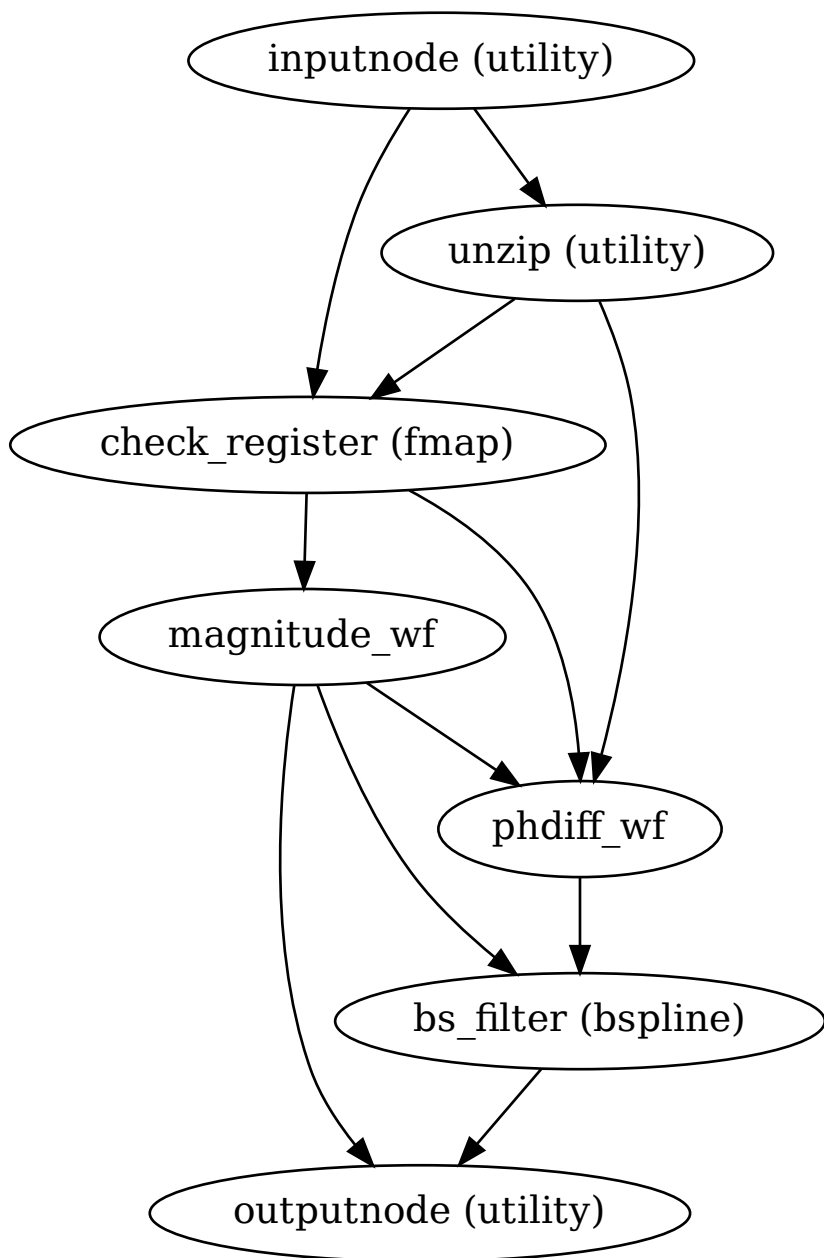 inputnode (utility)
unzip (utility)
check_register (fmap)
magnitude_wf
phdiff_wf
bs_filter (bspline)
outputnode (utility)